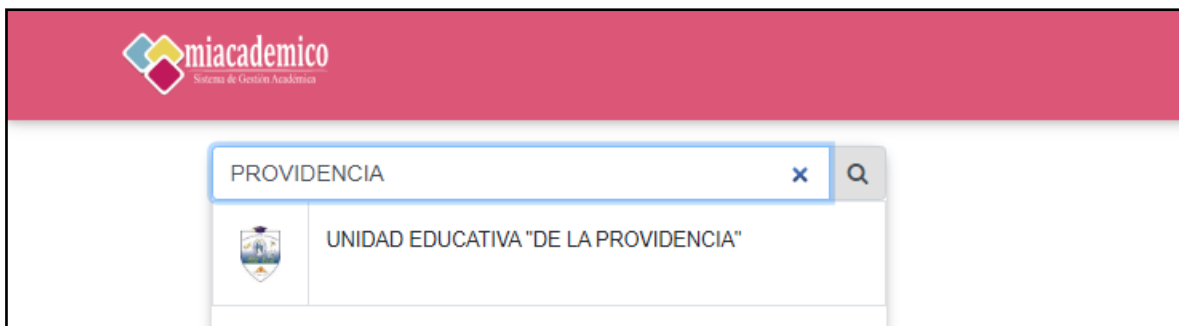 miacademico
Sistema de Gestión Académica
PROVIDENCIA
UNIDAD EDUCATIVA "DE LA PROVIDENCIA"